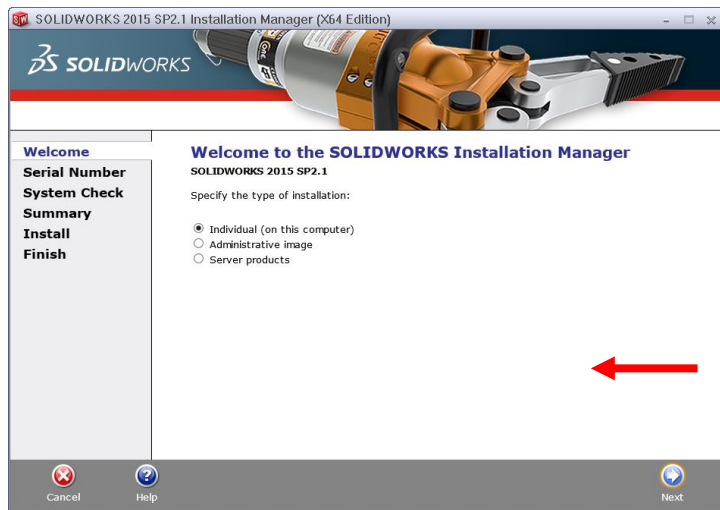 SOLIDWORKS 2015 SP2.1 Installation Manager (X64 Edition)
SOLIDWORKS
Welcome
Serial Number
System Check
Summary
Install
Finish
Welcome to the SOLIDWORKS Installation Manager
SOLIDWORKS 2015 SP2.1
Specify the type of installation:
Individual (on this computer)
Administrative image
Server products
Cancel
Help
Next